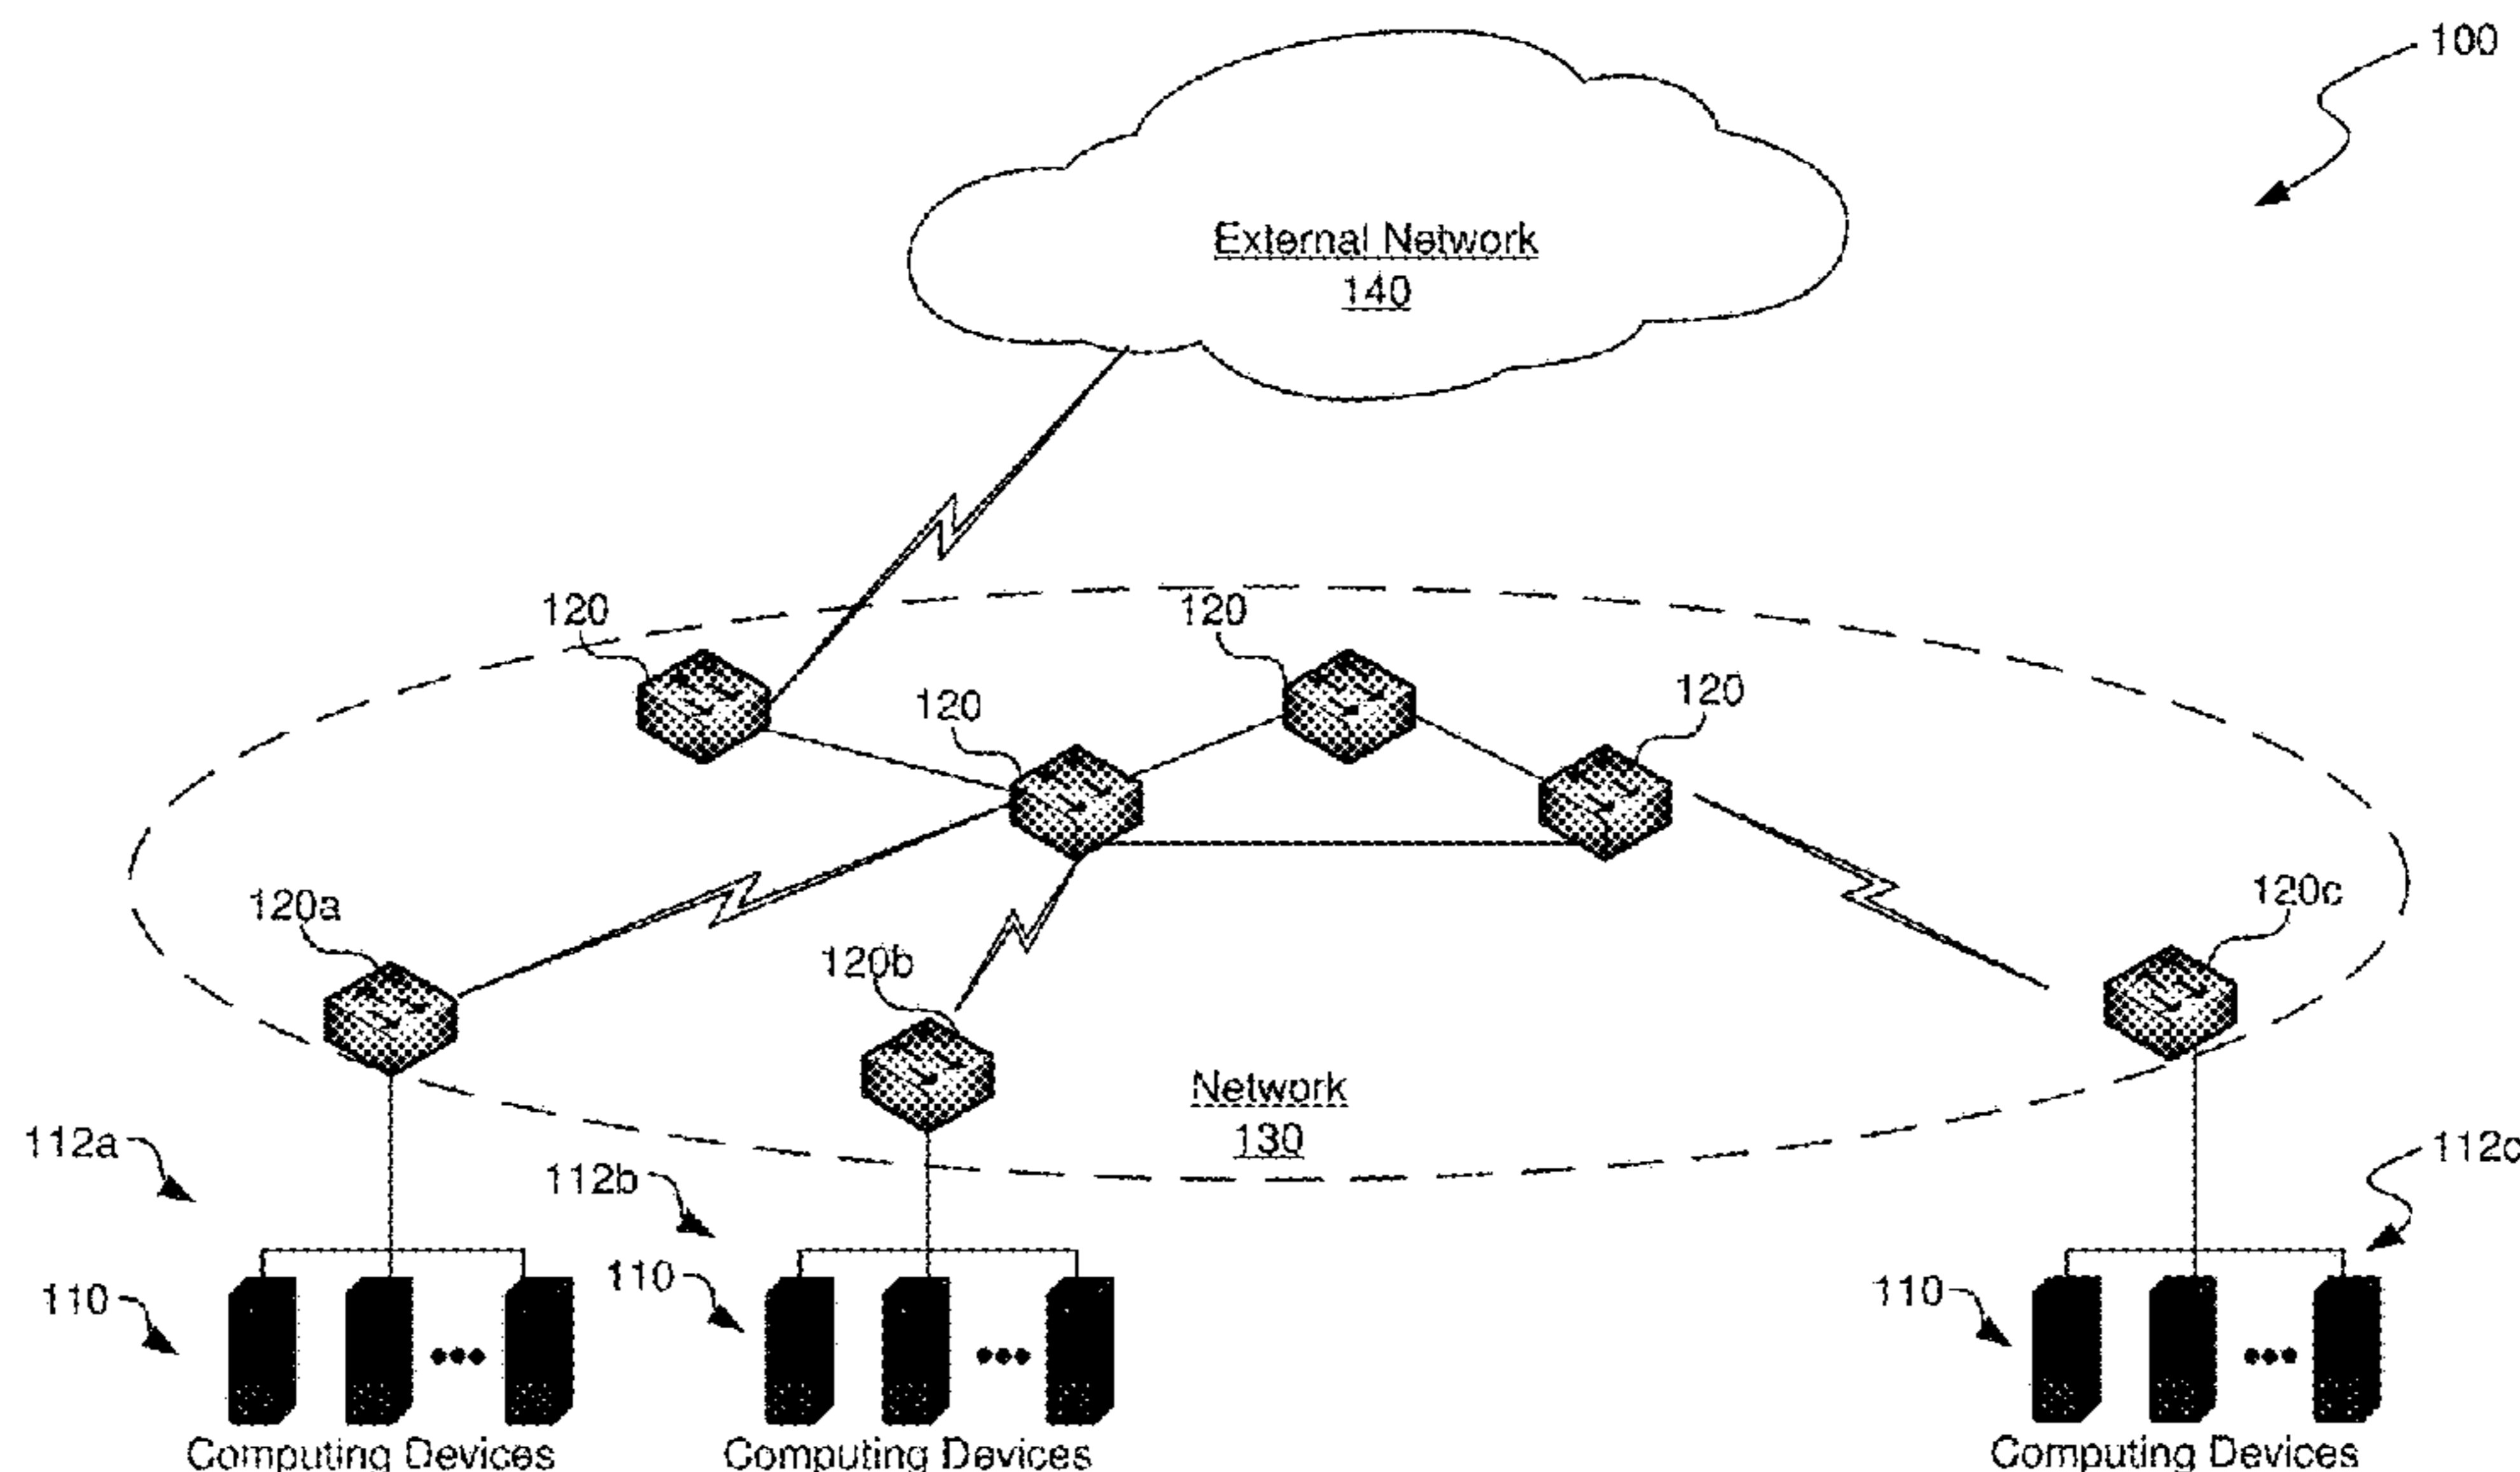 100
External Network
140
120
120
120
120
120a
120b
120c
Network
130
112a
112b
112c
110
110
110
Computing Devices
Computing Devices
Computing Devices